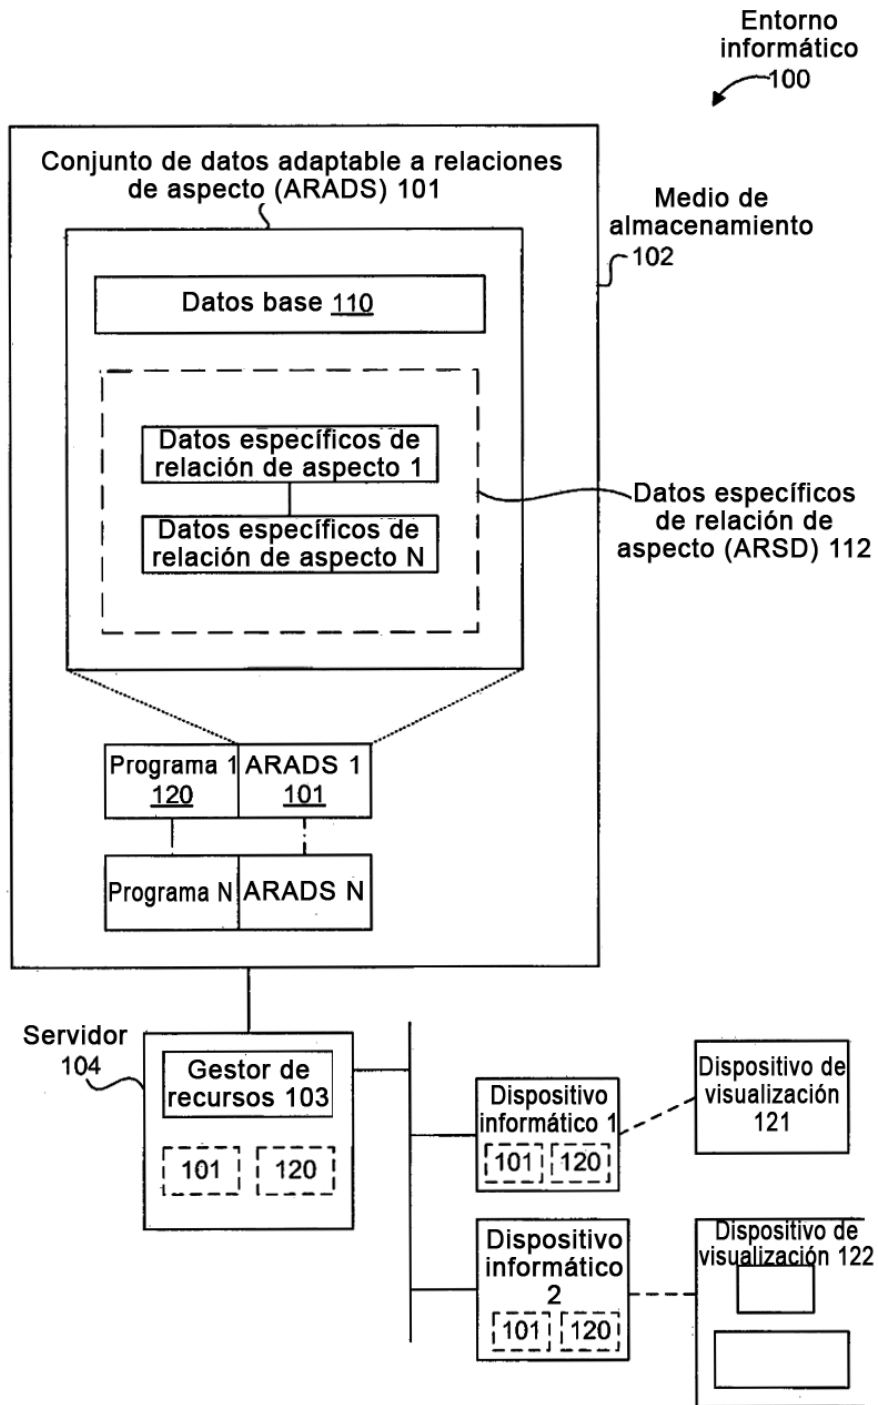 Entorno
informático
100
Conjunto de datos adaptable a relaciones
de aspecto (ARADS) 101
Medio de
almacenamiento
102
Datos base 110
Datos específicos de
relación de aspecto 1
Datos específicos de
relación de aspecto N
Datos específicos
de relación de
aspecto (ARSD) 112
Programa 1
120
ARADS 1
101
Programa N
ARADS N
Servidor
104
Gestor de
recursos 103
101
120
Dispositivo
informático 1
101
120
Dispositivo de
visualización
121
Dispositivo
informático
2
101
120
Dispositivo de
visualización 122